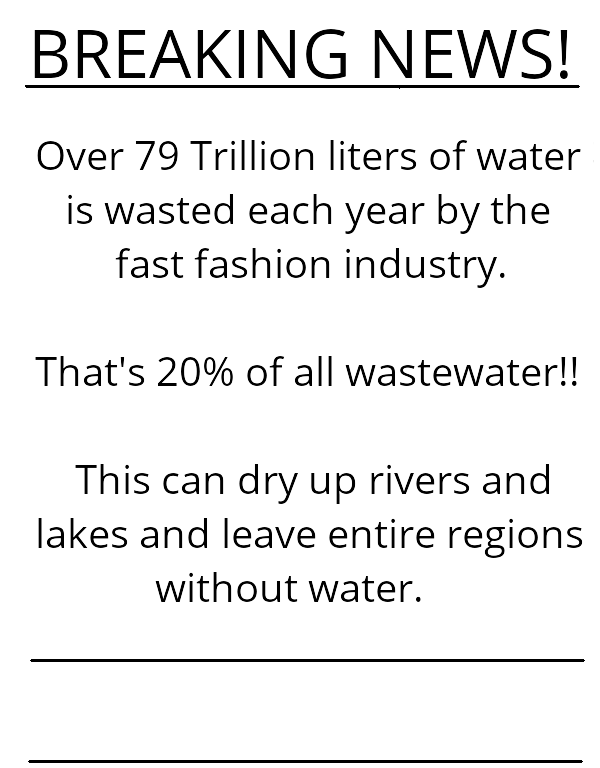 BREAKING NEWS!
Over 79 Trillion liters of water
is wasted each year by the
fast fashion industry.
That's 20% of all wastewater!!
This can dry up rivers and
lakes and leave entire regions
without water.